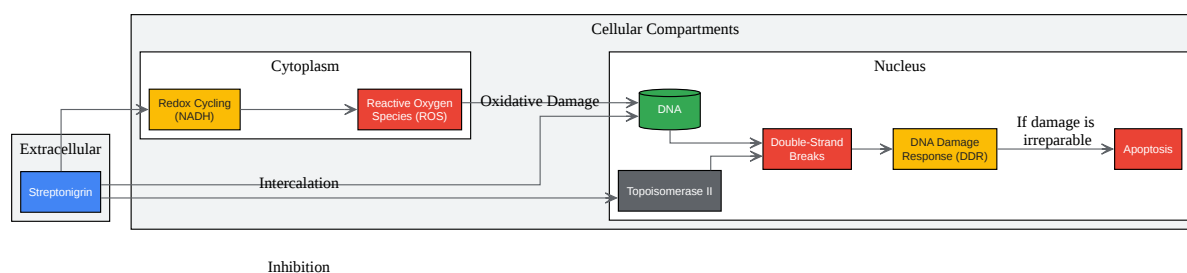 Cellular Compartments
Cytoplasm
Nucleus
Redox Cycling
(NADH)
Reactive Oxygen
Species (ROS)
Oxidative Damage
DNA
Extracellular
Streptonigrin
Intercalation
Topoisomerase II
Double-Strand
Breaks
DNA Damage
Response (DDR)
If damage is
irreparable
Apoptosis
Inhibition